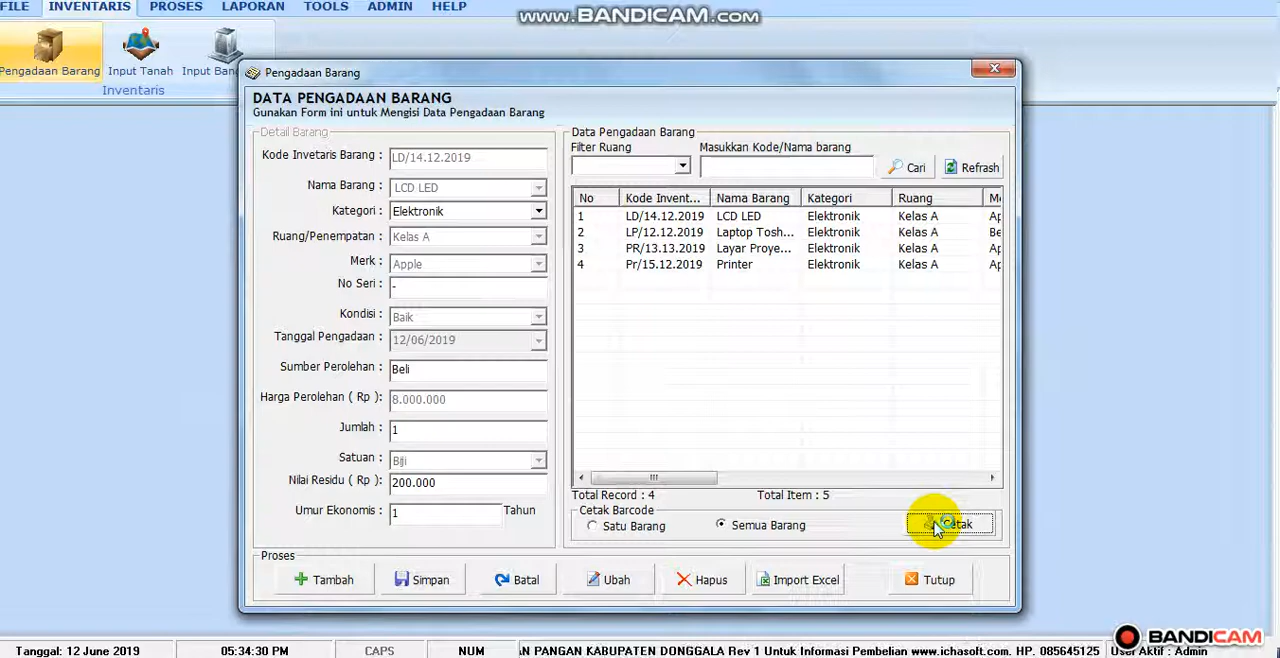 FILE INVENTARIS PROSES LAPORAN TOOLS ADMIN HELP
www.BANDICAM.com
Pengadaan Barang Input Tanah Input Bang
Inventaris
Pengadaan Barang
DATA PENGADAAN BARANG
Gunakan Form ini untuk Mengisi Data Pengadaan Barang
Detail Barang
Kode Invetaris Barang : LD/14.12.2019
Nama Barang : LCD LED
Kategori : Elektronik
Ruang/Penempatan : Kelas A
Merk : Apple
No Seri : -
Kondisi : Baik
Tanggal Pengadaan : 12/06/2019
Sumber Perolehan : Beli
Harga Perolehan ( Rp ): 8.000.000
Jumlah : 1
Satuan : Biji
Nilai Residu ( Rp ) : 200.000
Umur Ekonomis : 1 Tahun
Data Pengadaan Barang
Filter Ruang Masukkan Kode/Nama barang
Cari Refresh
No Kode Invent... Nama Barang Kategori Ruang Me
1 LD/14.12.2019 LCD LED Elektronik Kelas A Ap
2 LP/12.12.2019 Laptop Tosh... Elektronik Kelas A Be
3 PR/13.13.2019 Layar Proye... Elektronik Kelas A Ap
4 Pr/15.12.2019 Printer Elektronik Kelas A Ap
Total Record : 4 Total Item : 5
Cetak Barcode
Satu Barang Semua Barang Cetak
Proses
Tambah Simpan Batal Ubah Hapus Import Excel Tutup
Tanggal: 12 June 2019 05:34:30 PM CAPS NUM AN PANGAN KABUPATEN DONGGALA Rev 1 Untuk Informasi Pembelian www.ichasoft.com. HP. 085645125 User Aktif : Admin
BANDICAM